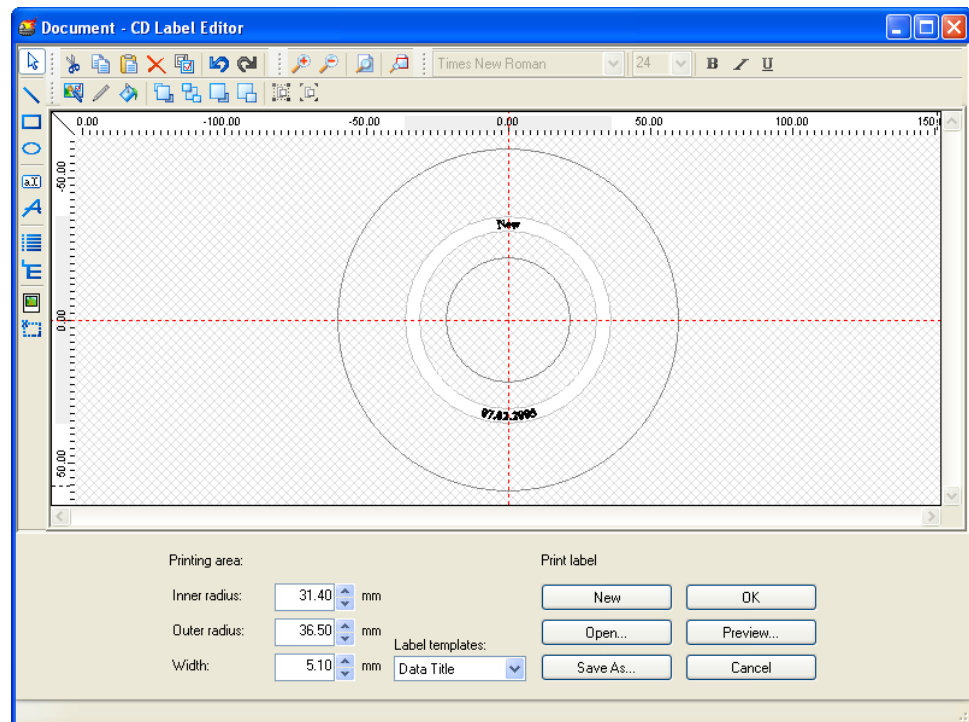 Document - CD Label Editor
Times New Roman 24 B I U
0.00 -100.00 -50.00 0.00 50.00 100.00 150
-50.00
New
0.00
07.02.2005
50.00
Printing area: Print label
Inner radius: 31.40 mm New OK
Outer radius: 36.50 mm Open... Preview...
Label templates:
Width: 5.10 mm Data Title Save As... Cancel